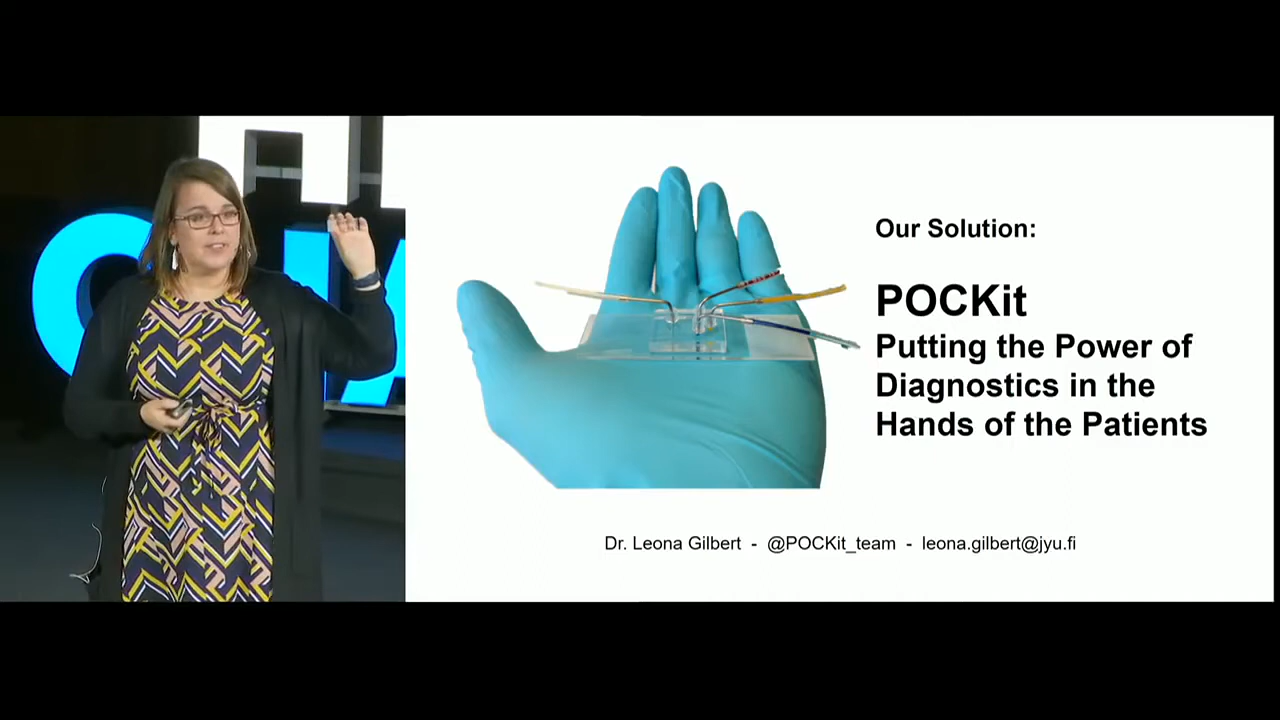 Our Solution:
POCKit
Putting the Power of
Diagnostics in the
Hands of the Patients
Dr. Leona Gilbert - @POCKit_team - leona.gilbert@jyu.fi